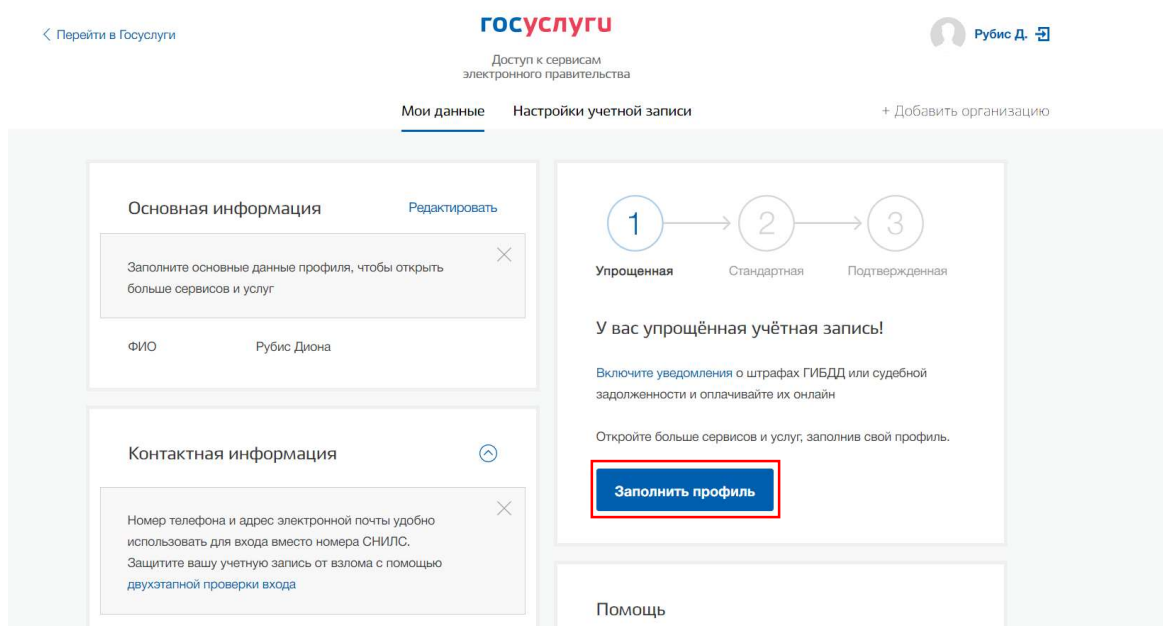 Перейти в Госуслуги
госуслуги
Доступ к сервисам
электронного правительства
Рубис Д.
Мои данные
Настройки учетной записи
+ Добавить организацию
Основная информация
Редактировать
Заполните основные данные профиля, чтобы открыть
больше сервисов и услуг
ФИО
Рубис Диона
Контактная информация
Номер телефона и адрес электронной почты удобно
использовать для входа вместо номера СНИЛС.
Защитите вашу учетную запись от взлома с помощью
двухэтапной проверки входа
1
2
3
Упрощенная
Стандартная
Подтвержденная
У вас упрощённая учётная запись!
Включите уведомления о штрафах ГИБДД или судебной
задолженности и оплачивайте их онлайн
Откройте больше сервисов и услуг, заполнив свой профиль.
Заполнить профиль
Помощь